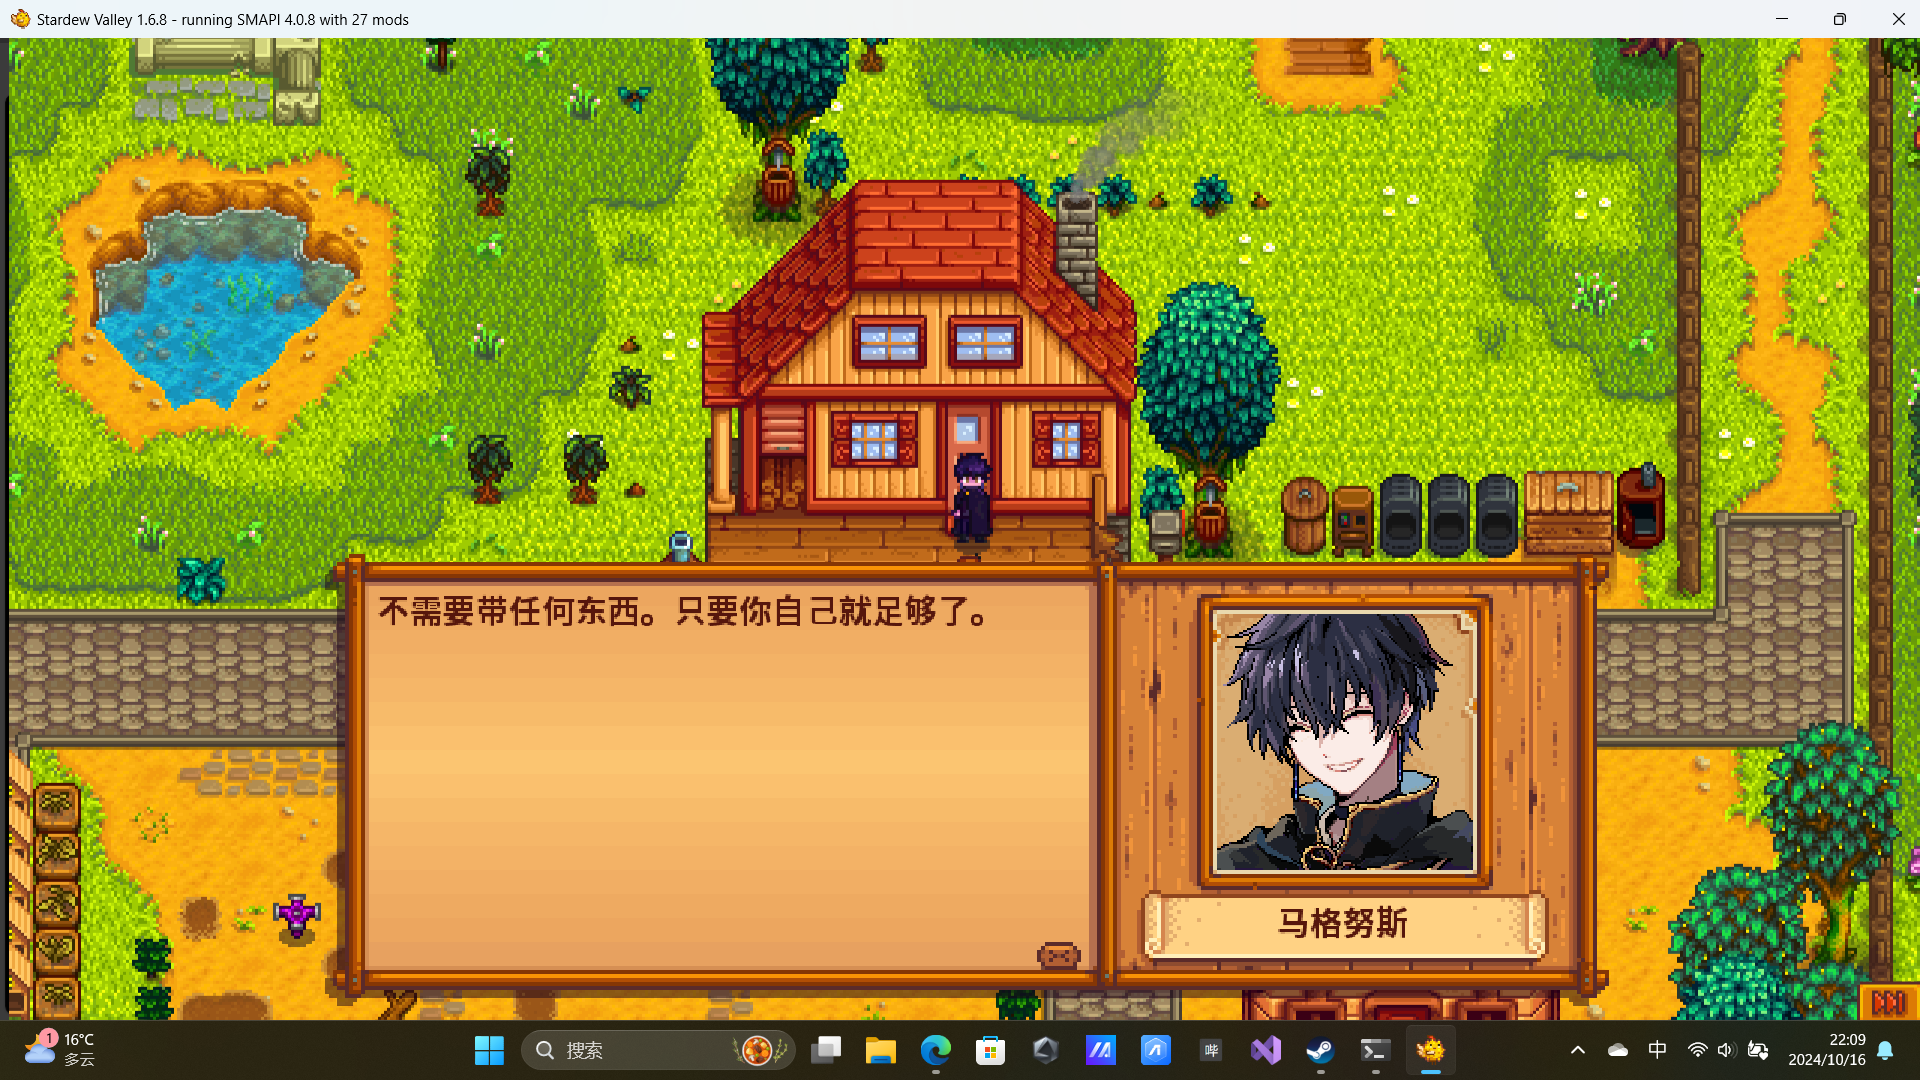 Stardew Valley 1.6.8 - running SMAPI 4.0.8 with 27 mods
不需要带任何东西。只要你自己就足够了。
马格努斯
1
16°C
多云
搜索
哔
中
22:09
2024/10/16